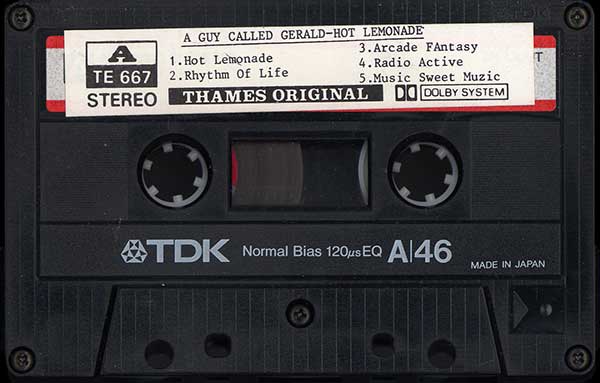 A GUY CALLED GERALD-HOT LEMONADE
A
TE 667
STEREO
1.Hot Lemonade
2.Rhythm Of Life
3.Arcade FAntasy
4.Radio Active
5.Music Sweet Muzic
THAMES ORIGINAL
DOLBY SYSTEM
T
TDK Normal Bias 120μs EQ A/46
MADE IN JAPAN